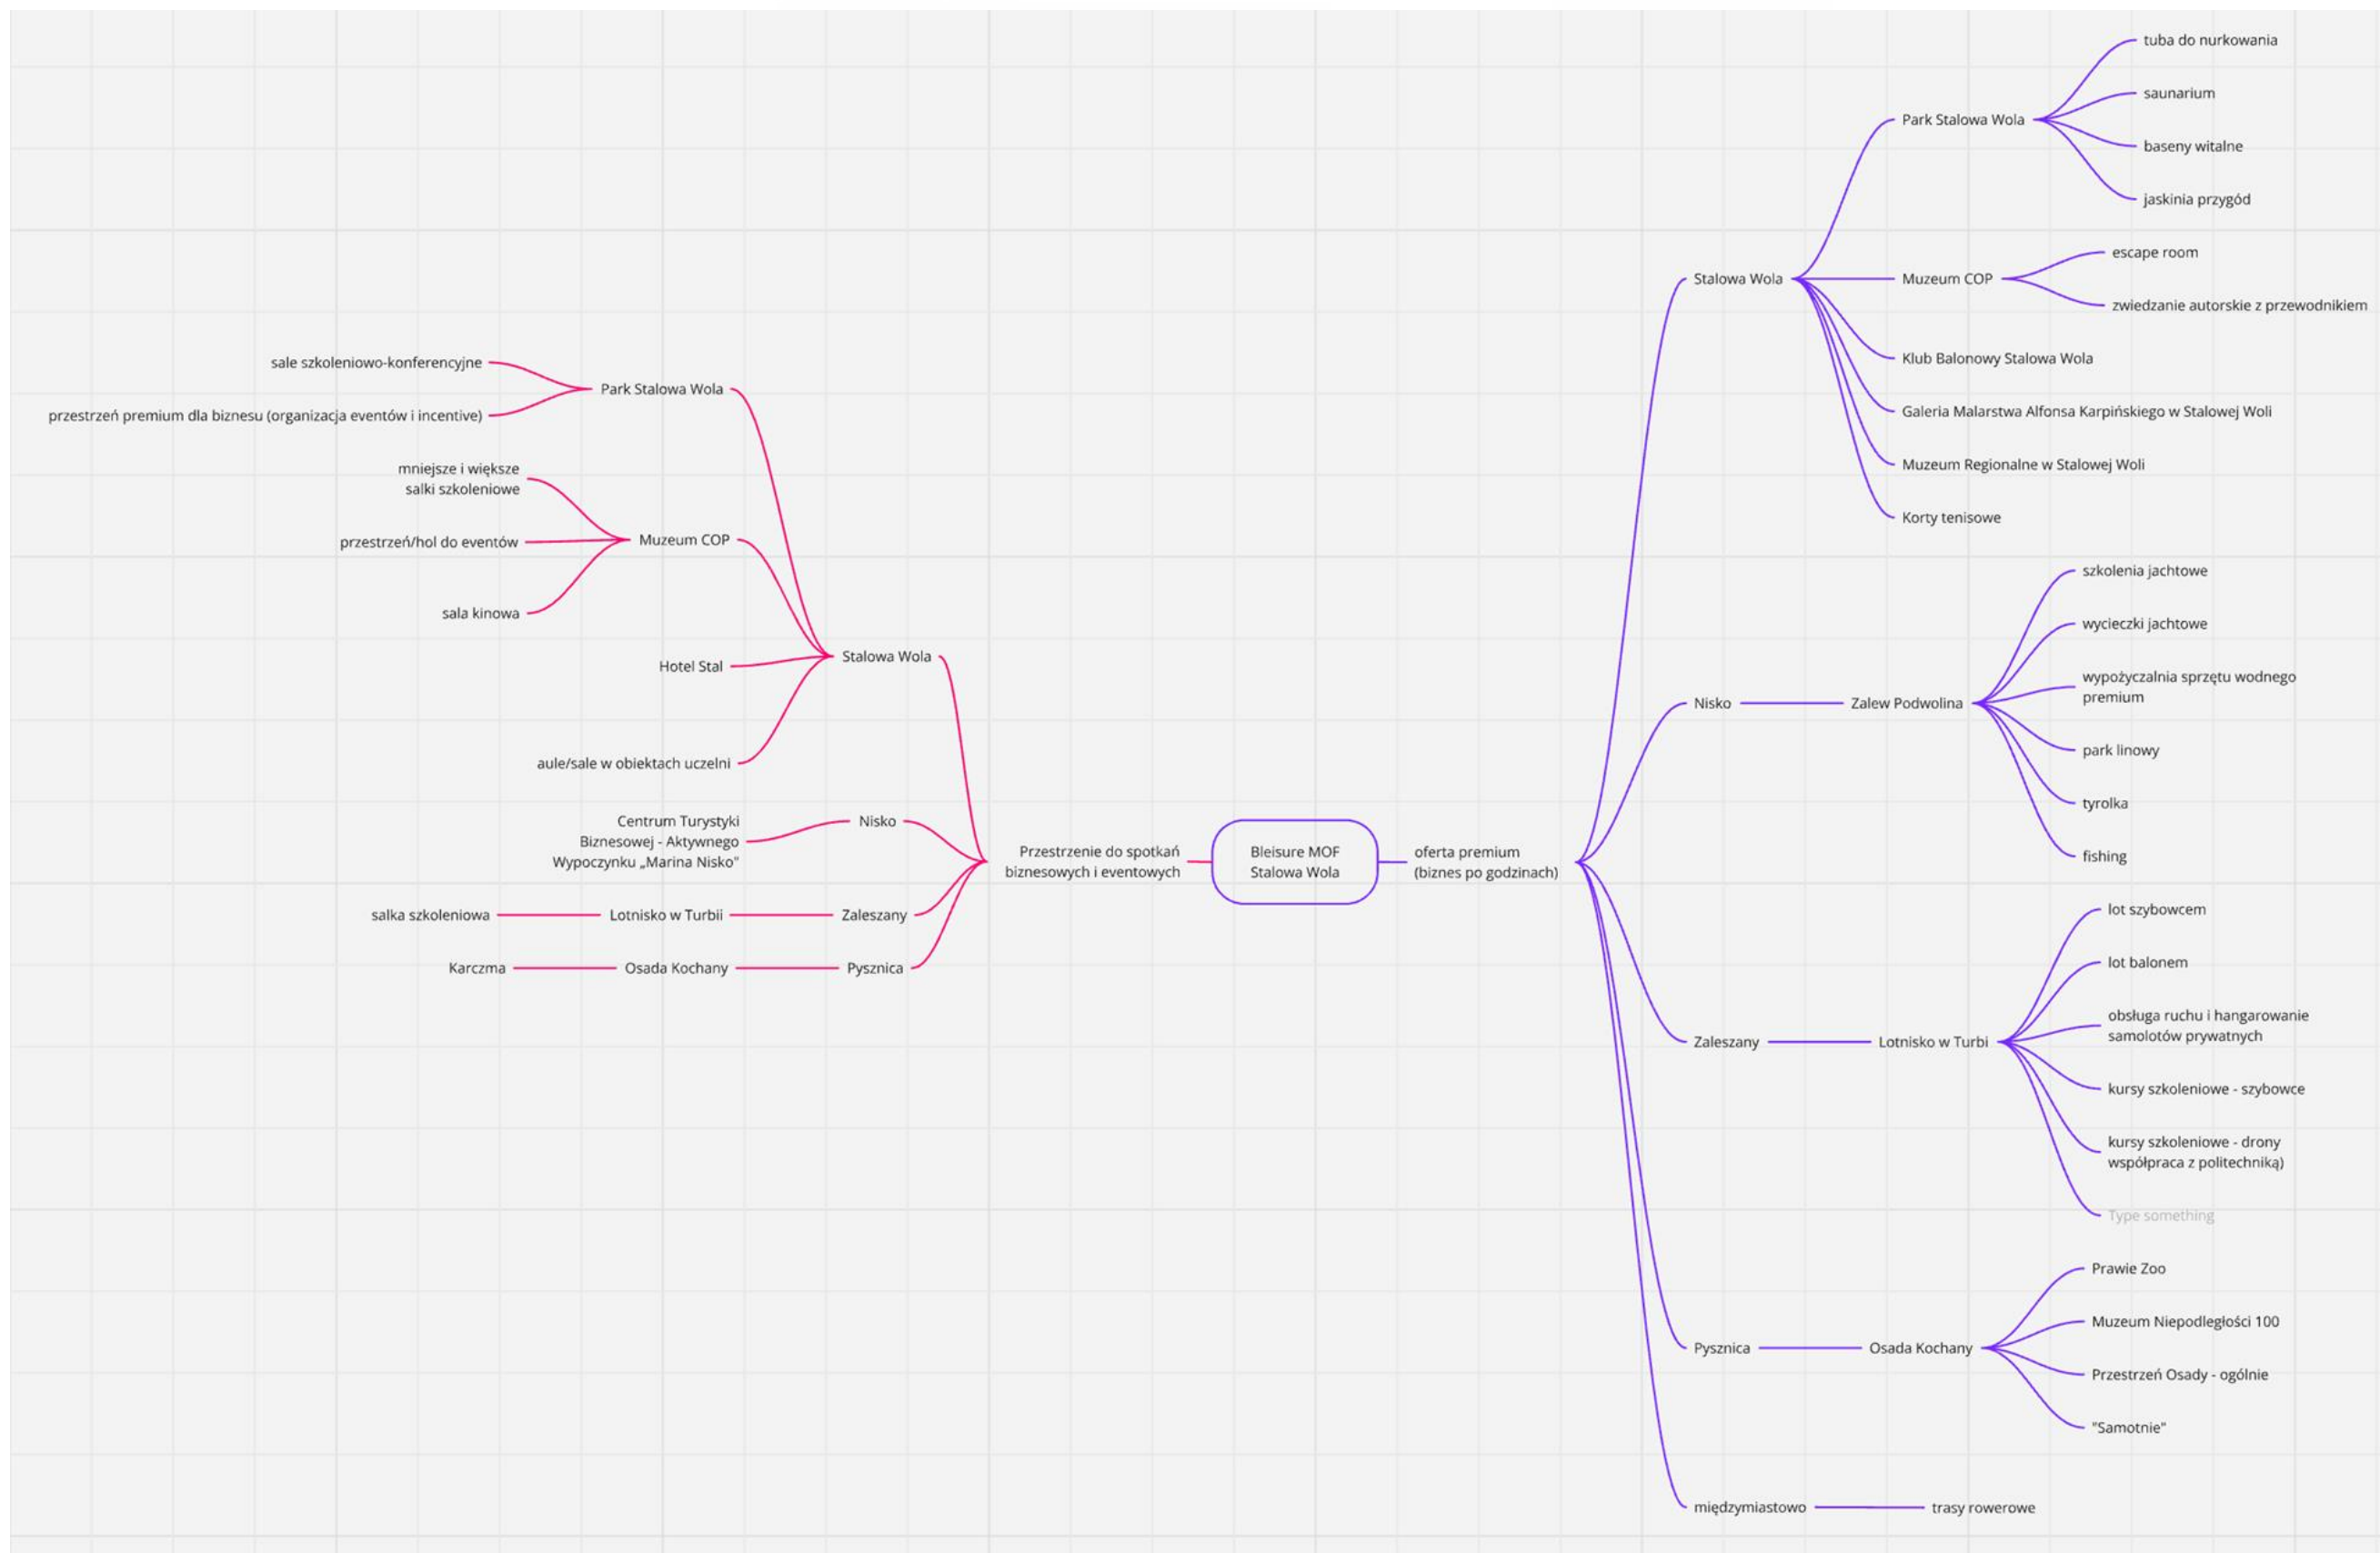 tuba do nurkowania
saunarium
Park Stalowa Wola
baseny witalne
jaskinia przygód
escape room
Stalowa Wola
Muzeum COP
zwiedzanie autorskie z przewodnikiem
Klub Balonowy Stalowa Wola
Galeria Malarstwa Alfonsa Karpińskiego w Stalowej Woli
Muzeum Regionalne w Stalowej Woli
Korty tenisowe
sale szkoleniowo-konferencyjne
Park Stalowa Wola
przestrzeń premium dla biznesu (organizacja eventów i incentive)
mniejsze i większe
salki szkoleniowe
przestrzeń/hol do eventów
Muzeum COP
sala kinowa
Hotel Stal
Stalowa Wola
aule/sale w obiektach uczelni
szkolenia jachtowe
wycieczki jachtowe
wypożyczalnia sprzętu wodnego
premium
Nisko
Zalew Podwolina
park linowy
tyrolka
fishing
Centrum Turystyki
Biznesowej - Aktywnego
Wypoczynku „Marina Nisko"
Nisko
Przestrzenie do spotkań
biznesowych i eventowych
Bleisure MOF
Stalowa Wola
oferta premium
(biznes po godzinach)
salka szkoleniowa
Lotnisko w Turbii
Zaleszany
Karczma
Osada Kochany
Pysznica
lot szybowcem
lot balonem
obsługa ruchu i hangarowanie
samolotów prywatnych
Zaleszany
Lotnisko w Turbi
kursy szkoleniowe - szybowce
kursy szkoleniowe - drony
współpraca z politechniką)
Type something
Prawie Zoo
Muzeum Niepodległości 100
Pysznica
Osada Kochany
Przestrzeń Osady - ogólnie
"Samotnie"
międzymiastowo
trasy rowerowe